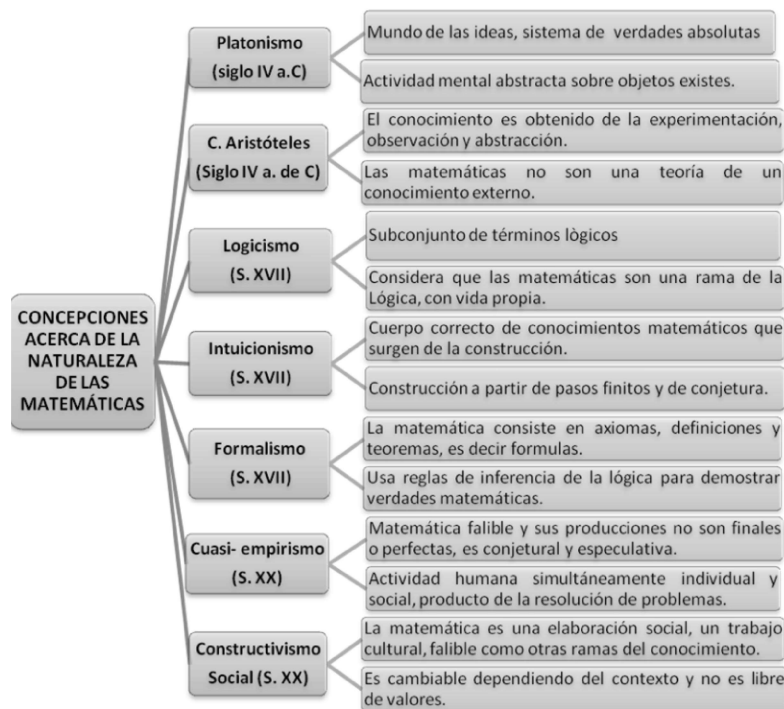 CONCEPCIONES
ACERCA DE LA
NATURALEZA
DE LAS
MATEMÁTICAS
Platonismo
(siglo IV a.C)
Mundo de las ideas, sistema de verdades absolutas
Actividad mental abstracta sobre objetos existes.
C. Aristóteles
(Siglo IV a. de C)
El conocimiento es obtenido de la experimentación,
observación y abstracción.
Las matemáticas no son una teoría de un
conocimiento externo.
Logicismo
(S. XVII)
Subconjunto de términos lògicos
Considera que las matemáticas son una rama de la
Lógica, con vida propia.
Intuicionismo
(S. XVII)
Cuerpo correcto de conocimientos matemáticos que
surgen de la construcción.
Construcción a partir de pasos finitos y de conjetura.
Formalismo
(S. XVII)
La matemática consiste en axiomas, definiciones y
teoremas, es decir formulas.
Usa reglas de inferencia de la lógica para demostrar
verdades matemáticas.
Cuasi- empirismo
(S. XX)
Matemática falible y sus producciones no son finales
o perfectas, es conjetural y especulativa.
Actividad humana simultáneamente individual y
social, producto de la resolución de problemas.
Constructivismo
Social (S. XX)
La matemática es una elaboración social, un trabajo
cultural, falible como otras ramas del conocimiento.
Es cambiable dependiendo del contexto y no es libre
de valores.